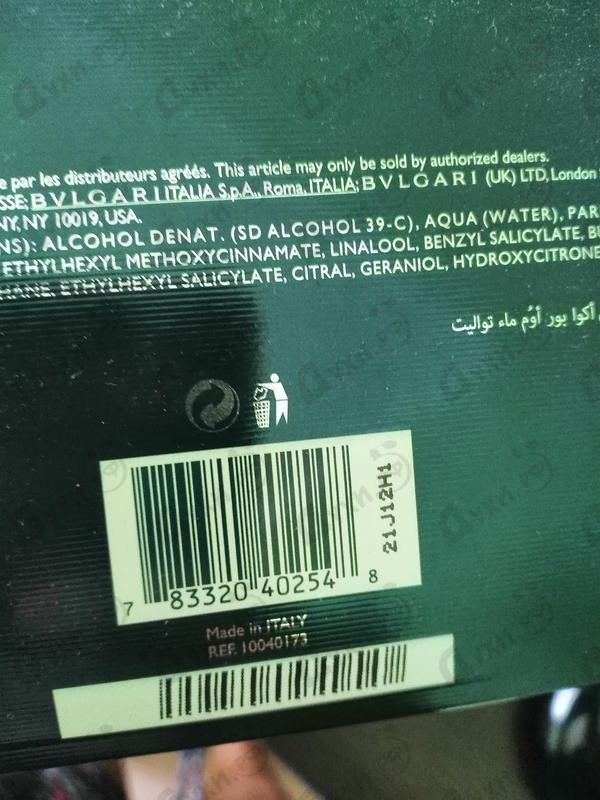 e par les distributeurs agréés. This article may only be sold by authorized dealers.
SSE; BVLGARI ITALIA S.p.A., Roma, ITALIA; BVLGARI (UK) LTD, London
NY, NY 10019, USA.
NS): ALCOHOL DENAT. (SD ALCOHOL 39-C), AQUA (WATER), PAR
ETHYLHEXYL METHOXYCINNAMATE, LINALOOL, BENZYL SALICYLATE, BU
HANE, ETHYLHEXYL SALICYLATE, CITRAL, GERANIOL, HYDROXYCITRONE
أكوا بور أوُم ماء تواليت
21J12H1
7 83320 40254 8
Made in ITALY
REF. 10040173